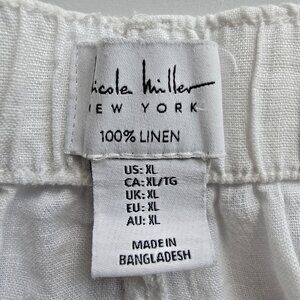 icole Miller
EW YORK
100% LINEN
US: XL
CA: XL/TG
UK: XL
EU: XL
AU: XL
MADE IN
BANGLADESH